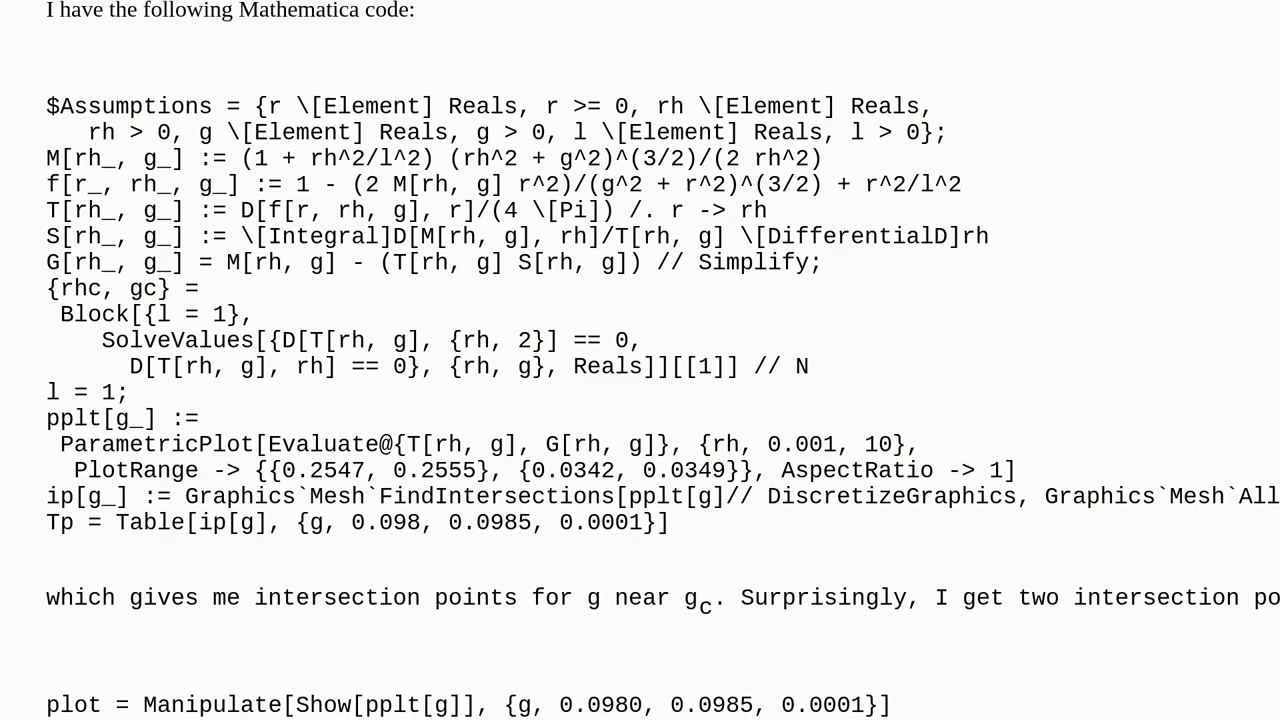 I have the following Mathematica code:
$Assumptions = {r \[Element] Reals, r >= 0, rh \[Element] Reals,
rh > 0, g \[Element] Reals, g > 0, l \[Element] Reals, l > 0};
M[rh_, g_] := (1 + rh^2/l^2) (rh^2 + g^2)^(3/2)/(2 rh^2)
f[r_, rh_, g_] := 1 - (2 M[rh, g] r^2)/(g^2 + r^2)^(3/2) + r^2/l^2
T[rh_, g_] := D[f[r, rh, g], r]/(4 \[Pi]) /. r -> rh
S[rh_, g_] := \[Integral]D[M[rh, g], rh]/T[rh, g] \[DifferentialD]rh
G[rh_, g_] = M[rh, g] - (T[rh, g] S[rh, g]) // Simplify;
{rhc, gc} =
Block[{l = 1},
SolveValues[{D[T[rh, g], {rh, 2}] == 0,
D[T[rh, g], rh] == 0}, {rh, g}, Reals]][[1]] // N
l = 1;
pplt[g_] :=
ParametricPlot[Evaluate@{T[rh, g], G[rh, g]}, {rh, 0.001, 10},
PlotRange -> {{0.2547, 0.2555}, {0.0342, 0.0349}}, AspectRatio -> 1]
ip[g_] := Graphics`Mesh`FindIntersections[pplt[g]// DiscretizeGraphics, Graphics`Mesh`All
Tp = Table[ip[g], {g, 0.098, 0.0985, 0.0001}]
which gives me intersection points for g near gc. Surprisingly, I get two intersection po
plot = Manipulate[Show[pplt[g]], {g, 0.0980, 0.0985, 0.0001}]